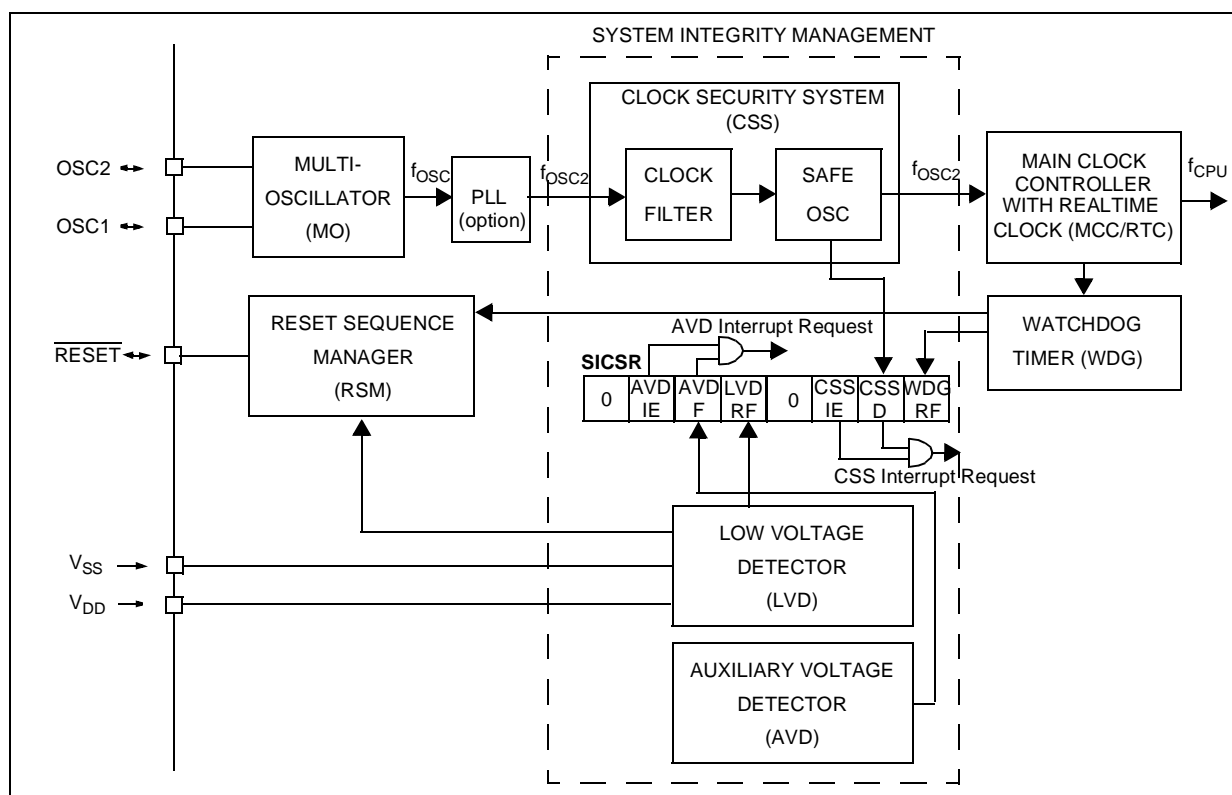 SYSTEM INTEGRITY MANAGEMENT
CLOCK SECURITY SYSTEM
(CSS)
OSC2
OSC1
MULTI-
OSCILLATOR
(MO)
fOSC
PLL
(option)
fOSC2
CLOCK
FILTER
SAFE
OSC
fOSC2
MAIN CLOCK
CONTROLLER
WITH REALTIME
CLOCK (MCC/RTC)
fCPU
RESET
RESET SEQUENCE
MANAGER
(RSM)
AVD Interrupt Request
WATCHDOG
TIMER (WDG)
SICSR
0
AVD
IE
AVD
F
LVD
RF
0
CSS
IE
CSS
D
WDG
RF
CSS Interrupt Request
VSS
VDD
LOW VOLTAGE
DETECTOR
(LVD)
AUXILIARY VOLTAGE
DETECTOR
(AVD)